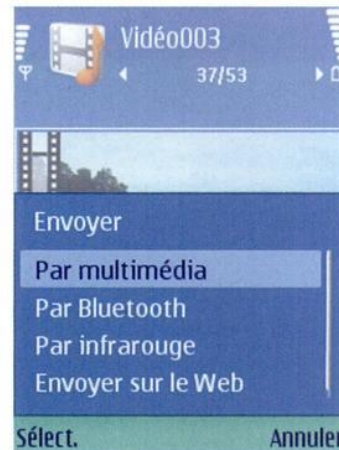 Vidéo003
37/53
Envoyer
Par multimédia
Par Bluetooth
Par infrarouge
Envoyer sur le Web
Sélect. Annuler